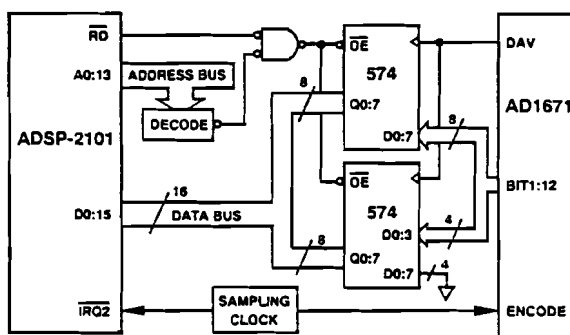 RD
OE
DAV
574
A0:13
ADDRESS BUS
8
Q0:7
AD1671
DECODE
D0:7
8
ADSP-2101
OE
BIT1:12
16
574
D0:15
DATA BUS
D0:3
4
8
Q0:7
D0:7
4
IRQ2
SAMPLING
CLOCK
ENCODE